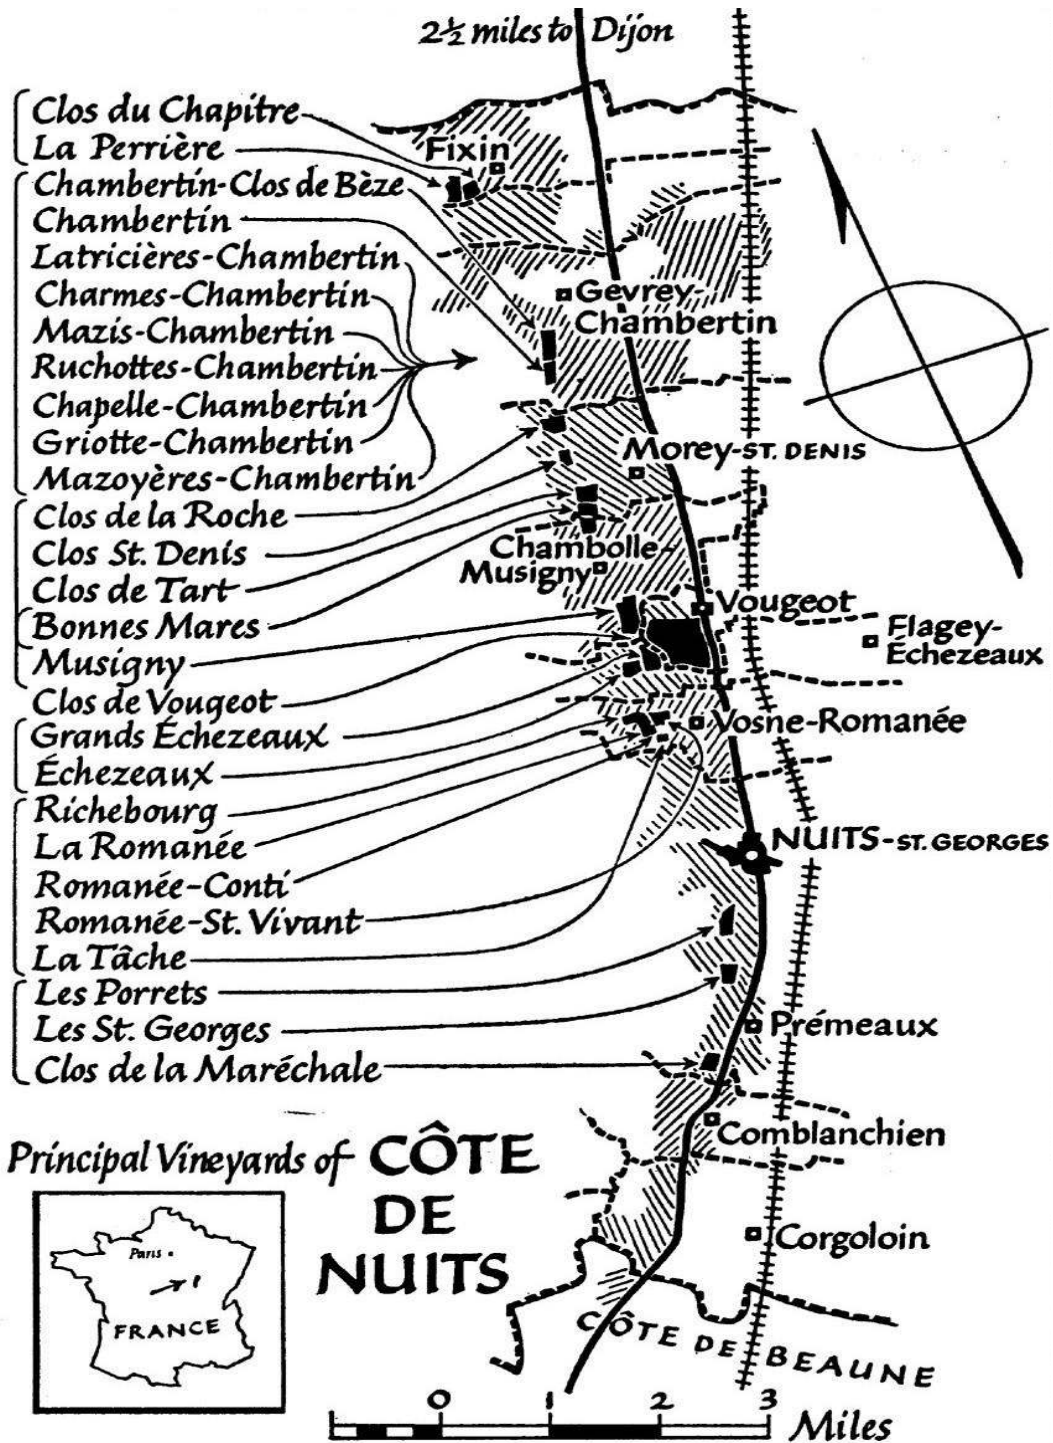 2½ miles to Dijon
Clos du Chapitre
La Perrière
Chambertin-Clos de Bèze
Chambertin
Latricières-Chambertin
Charmes-Chambertin
Mazis-Chambertin
Ruchottes-Chambertin
Chapelle-Chambertin
Griotte-Chambertin
Mazoyères-Chambertin
Clos de la Roche
Clos St. Denis
Clos de Tart
Bonnes Mares
Musigny
Clos de Vougeot
Grands Échezeaux
Échezeaux
Richebourg
La Romanée
Romanée-Conti
Romanée-St. Vivant
La Tâche
Les Porrets
Les St. Georges
Clos de la Maréchale
Fixin
Gevrey-
Chambertin
Morey-ST. DENIS
Chambolle-
Musigny
Vougeot
Flagey-
Échezeaux
Vosne-Romanée
NUITS-ST. GEORGES
Prémeaux
Comblanchien
Corgoloin
CÔTE DE BEAUNE
Principal Vineyards of CÔTE
DE
NUITS
Paris
FRANCE
0 1 2 3
Miles